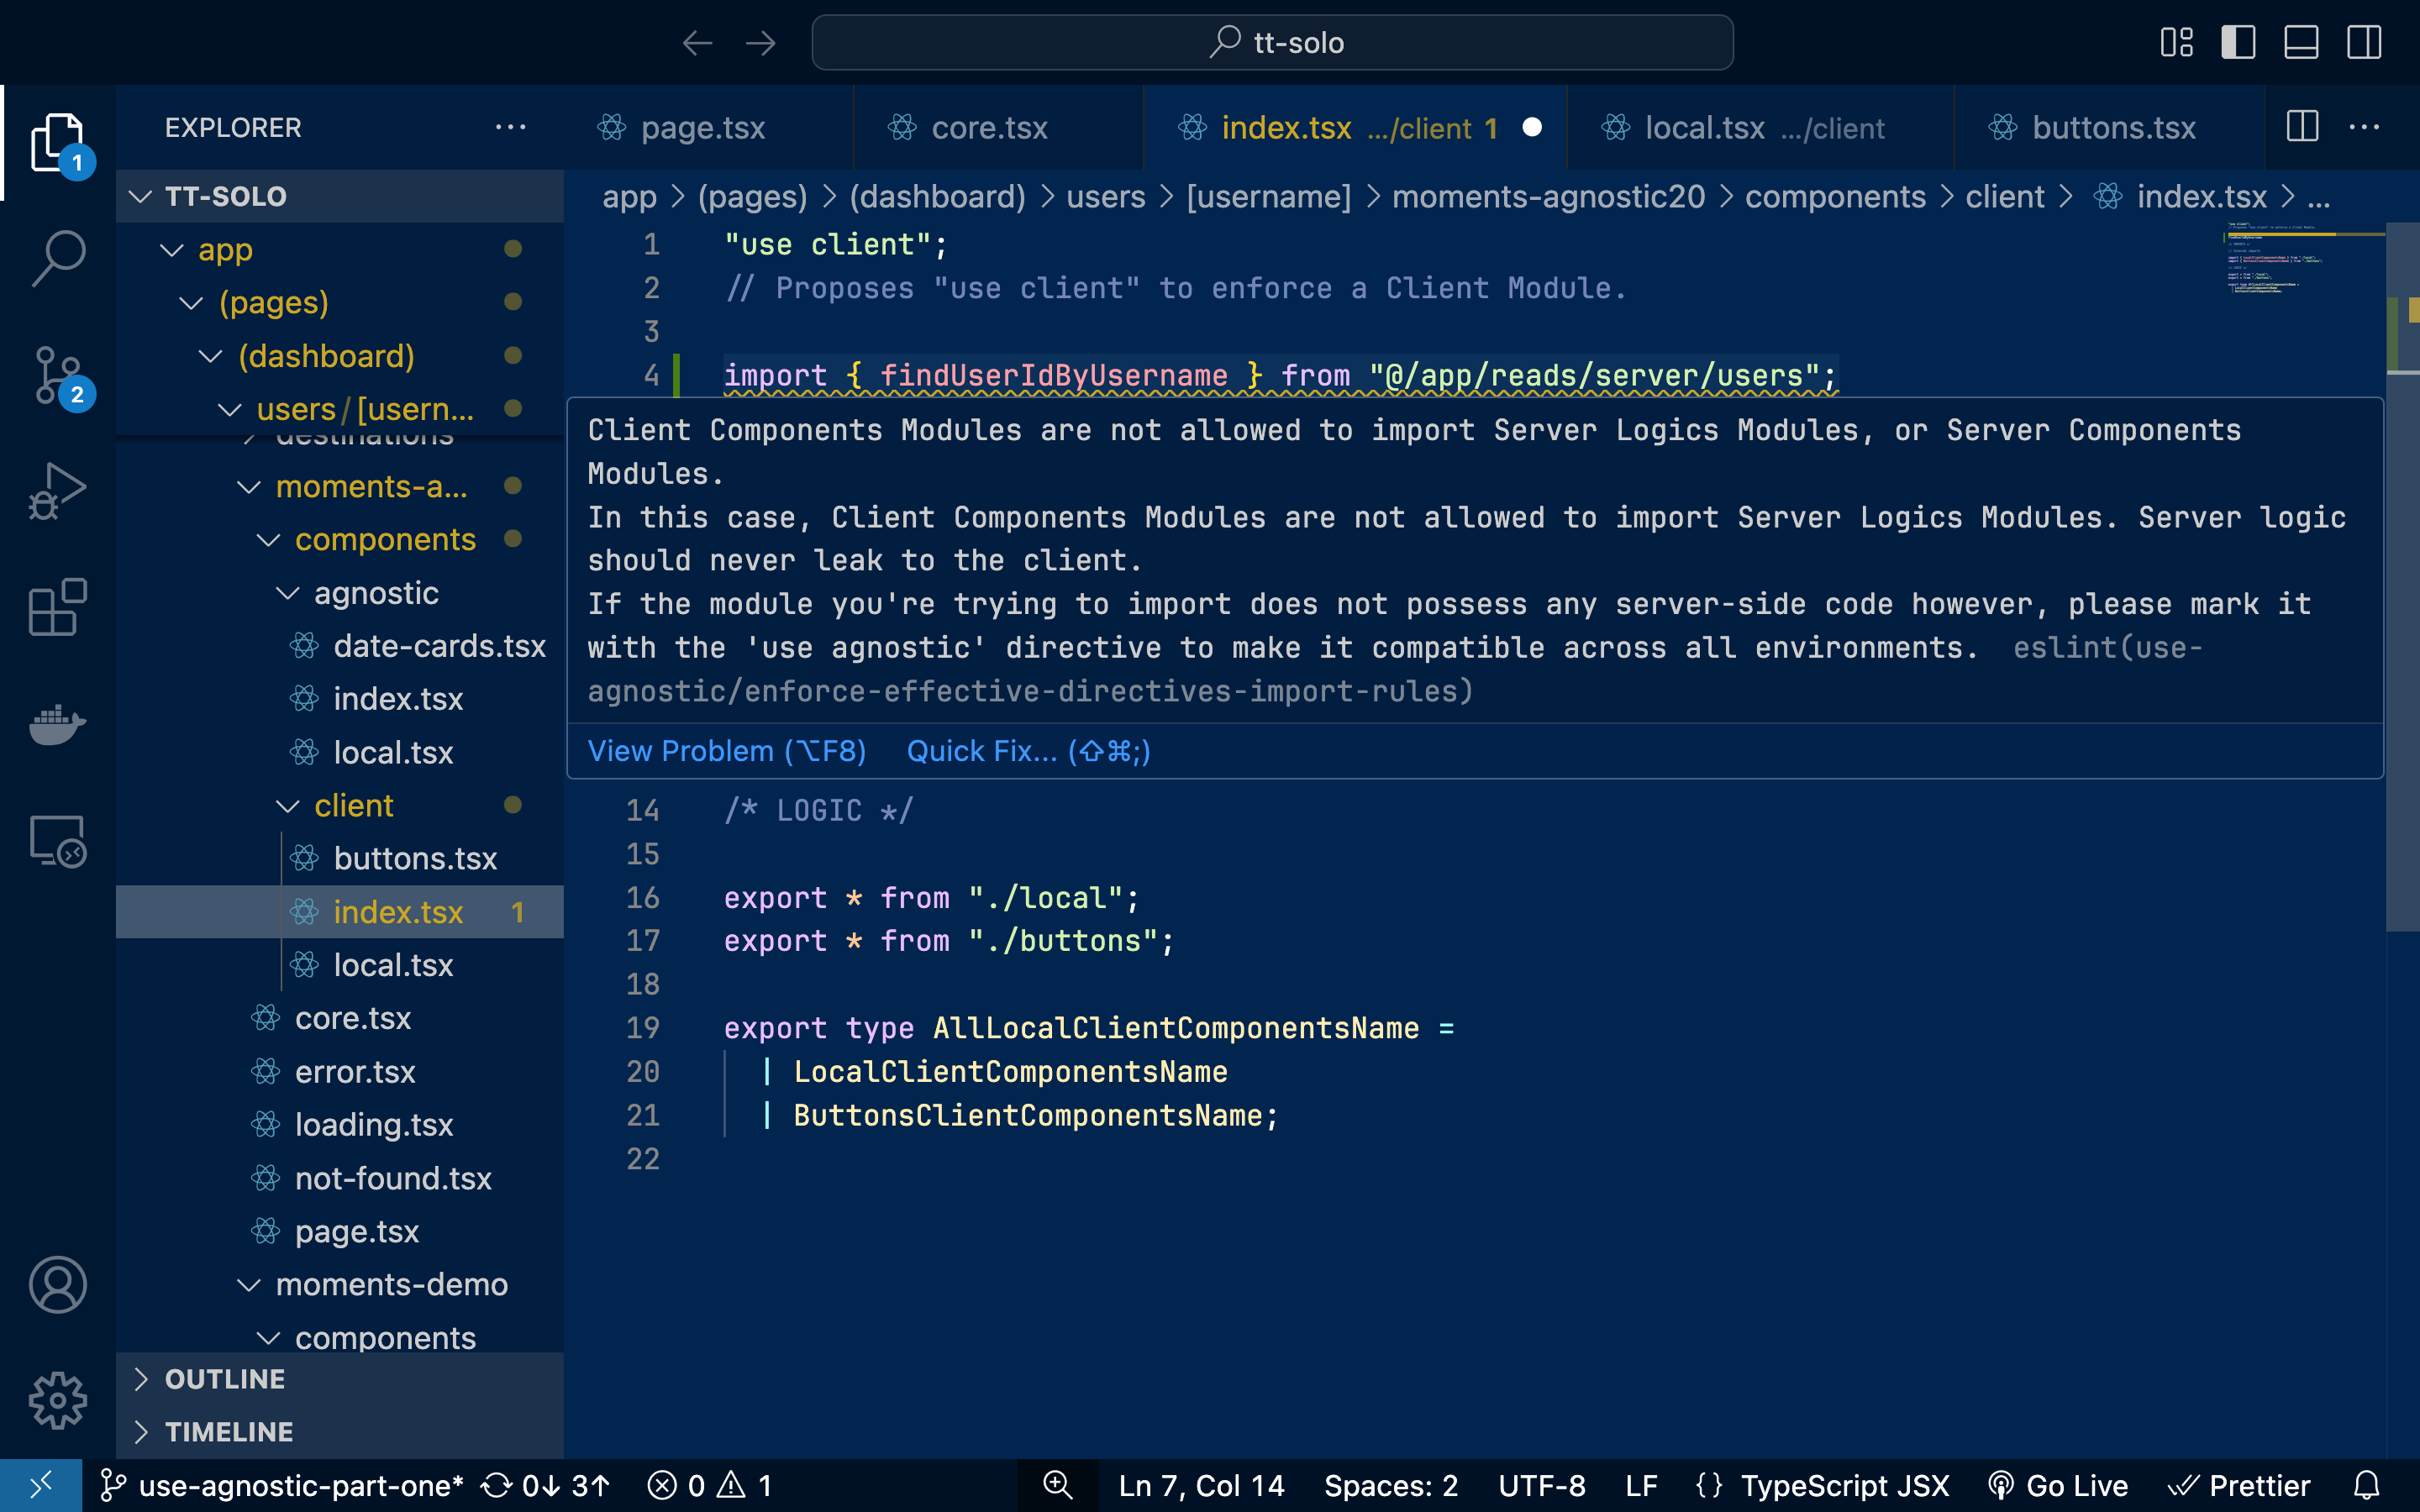 tt-solo
EXPLORER
page.tsx
core.tsx
index.tsx .../client 1
local.tsx .../client
buttons.tsx
1
2
TT-SOLO
app
(pages)
(dashboard)
users/[usern...
destinations
moments-a...
components
agnostic
date-cards.tsx
index.tsx
local.tsx
client
buttons.tsx
index.tsx 1
local.tsx
core.tsx
error.tsx
loading.tsx
not-found.tsx
page.tsx
moments-demo
components
OUTLINE
TIMELINE
app > (pages) > (dashboard) > users > [username] > moments-agnostic20 > components > client > index.tsx > ...
1 "use client";
2 // Proposes "use client" to enforce a Client Module.
3
4 import { findUserIdByUsername } from "@/app/reads/server/users";
Client Components Modules are not allowed to import Server Logics Modules, or Server Components
Modules.
In this case, Client Components Modules are not allowed to import Server Logics Modules. Server logic
should never leak to the client.
If the module you're trying to import does not possess any server-side code however, please mark it
with the 'use agnostic' directive to make it compatible across all environments. eslint(use-
agnostic/enforce-effective-directives-import-rules)
View Problem (⌥F8) Quick Fix... (⇧⌘;)
14 /* LOGIC */
15
16 export * from "./local";
17 export * from "./buttons";
18
19 export type AllLocalClientComponentsName =
20 | LocalClientComponentsName
21 | ButtonsClientComponentsName;
22
use-agnostic-part-one* 0↓ 3↑ 0 1
Ln 7, Col 14 Spaces: 2 UTF-8 LF {} TypeScript JSX Go Live Prettier